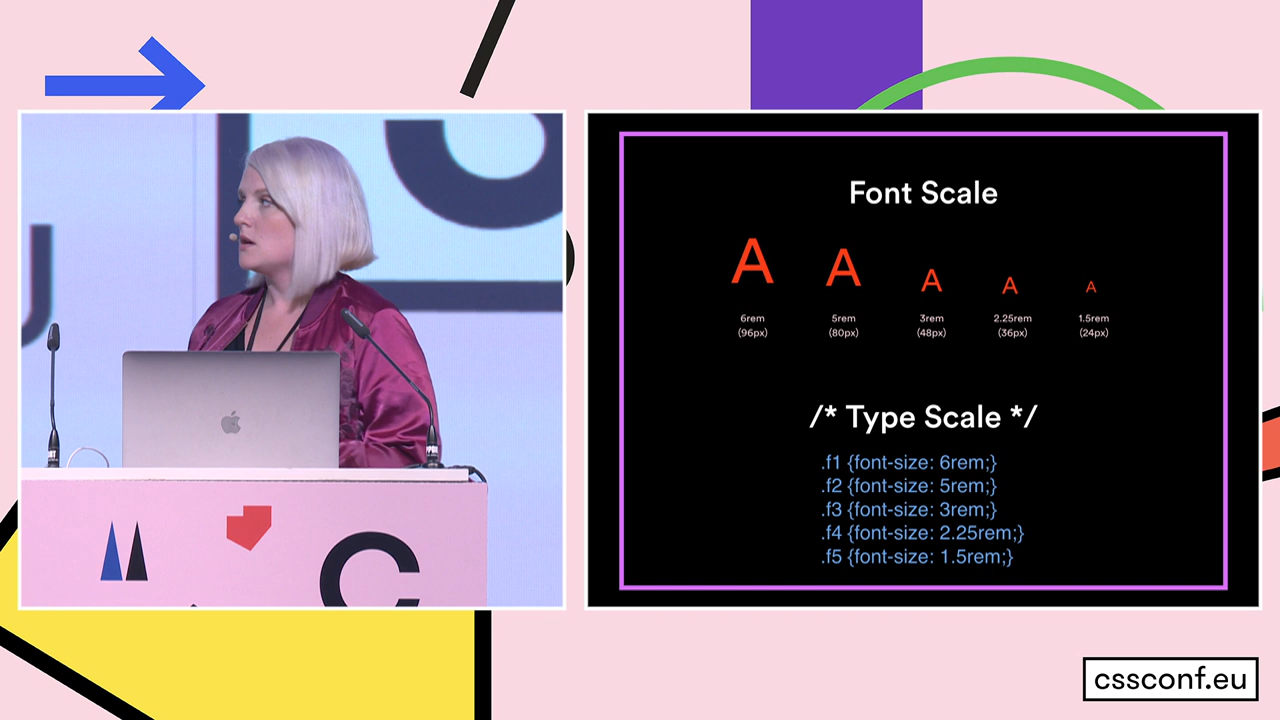 Font Scale
A A A A A
6rem 5rem 3rem 2.25rem 1.5rem
(96px) (80px) (48px) (36px) (24px)
/* Type Scale */
.f1 {font-size: 6rem;}
.f2 {font-size: 5rem;}
.f3 {font-size: 3rem;}
.f4 {font-size: 2.25rem;}
.f5 {font-size: 1.5rem;}
C
cssconf.eu